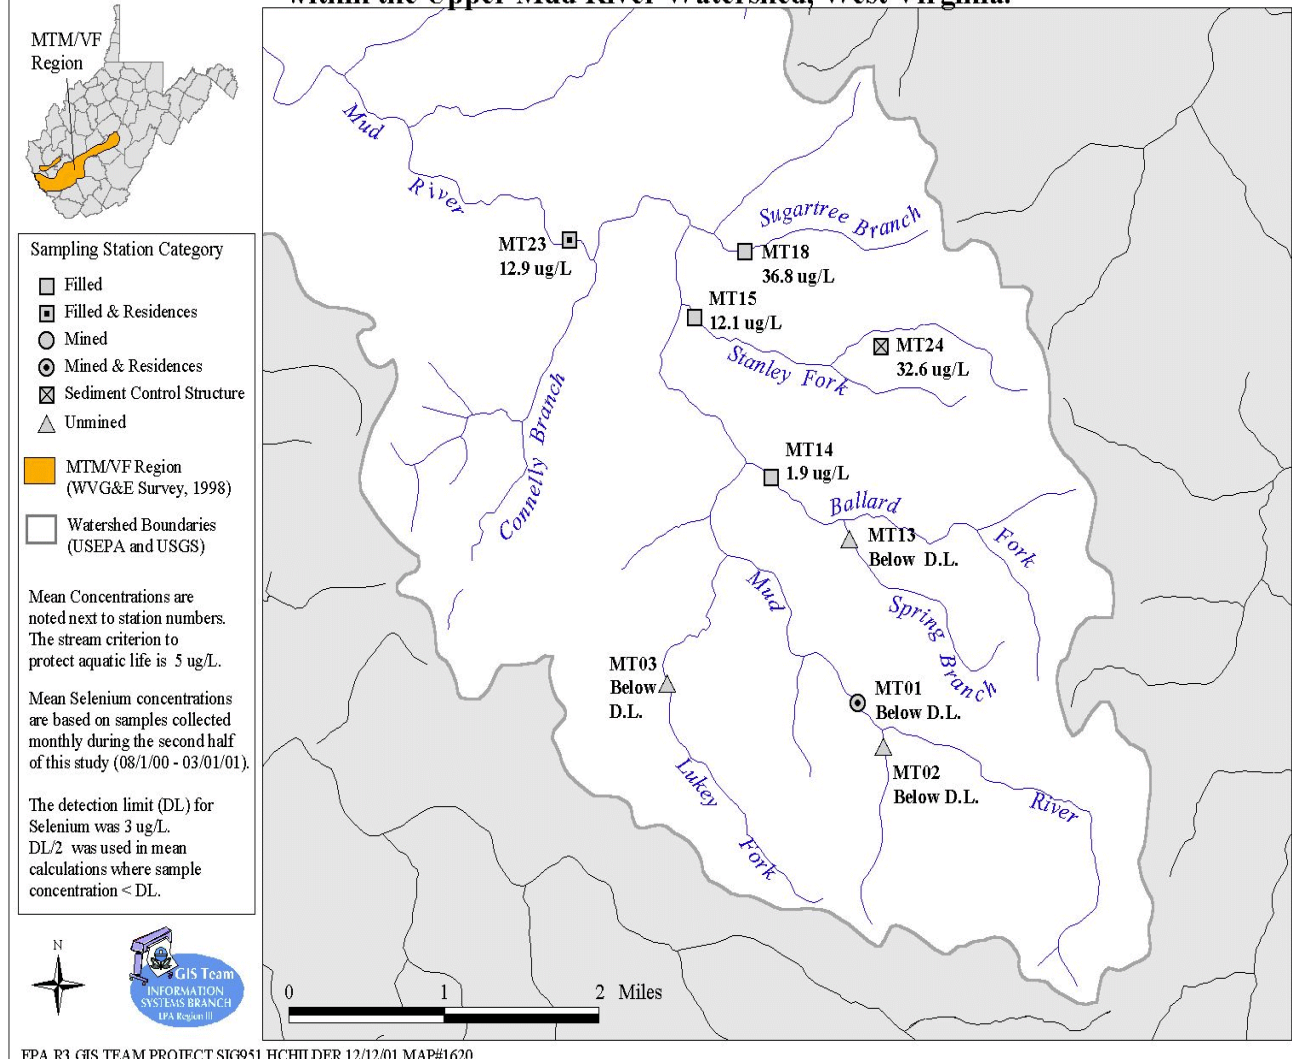 within the Upper Mud River Watershed, West Virginia.
MTM/VF
Region
Sampling Station Category
Filled
Filled & Residences
Mined
Mined & Residences
Sediment Control Structure
Unmined
MTM/VF Region
(WVG&E Survey, 1998)
Watershed Boundaries
(USEPA and USGS)
Mean Concentrations are
noted next to station numbers.
The stream criterion to
protect aquatic life is 5 ug/L.
Mean Selenium concentrations
are based on samples collected
monthly during the second half
of this study (08/1/00 - 03/01/01).
The detection limit (DL) for
Selenium was 3 ug/L.
DL/2 was used in mean
calculations where sample
concentration < DL.
N
GIS Team
INFORMATION
SYSTEMS BRANCH
EPA Region III
Mud
River
MT23
12.9 ug/L
Sugartree Branch
MT18
36.8 ug/L
MT15
12.1 ug/L
Stanley Fork
MT24
32.6 ug/L
Connelly Branch
MT14
1.9 ug/L
Ballard
Fork
MT13
Below D.L.
Spring
Branch
Mud
River
MT03
Below
D.L.
MT01
Below D.L.
MT02
Below D.L.
Lukey
Fork
0 1 2 Miles
EPA R3 GIS TEAM PROJECT SIG951 HCHILDER 12/12/01 MAP#1620